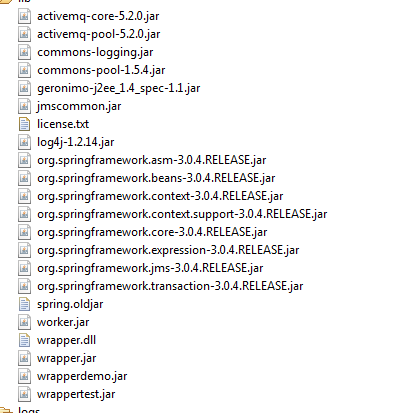 lib
activemq-core-5.2.0.jar
activemq-pool-5.2.0.jar
commons-logging.jar
commons-pool-1.5.4.jar
geronimo-j2ee_1.4_spec-1.1.jar
jmscommon.jar
license.txt
log4j-1.2.14.jar
org.springframework.asm-3.0.4.RELEASE.jar
org.springframework.beans-3.0.4.RELEASE.jar
org.springframework.context-3.0.4.RELEASE.jar
org.springframework.context.support-3.0.4.RELEASE.jar
org.springframework.core-3.0.4.RELEASE.jar
org.springframework.expression-3.0.4.RELEASE.jar
org.springframework.jms-3.0.4.RELEASE.jar
org.springframework.transaction-3.0.4.RELEASE.jar
spring.oldjar
worker.jar
wrapper.dll
wrapper.jar
wrapperdemo.jar
wrappertest.jar
logs